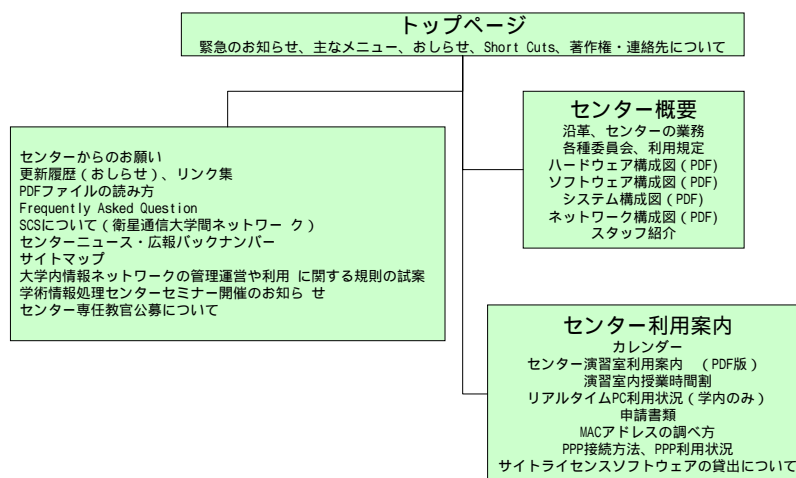 トップページ
緊急のお知らせ、主なメニュー、おしらせ、Short Cuts、著作権・連絡先について
センターからのお願い
更新履歴(おしらせ)、リンク集
PDFファイルの読み方
Frequently Asked Question
SCSについて(衛星通信大学間ネットワー ク)
センターニュース・広報バックナンバー
サイトマップ
大学内情報ネットワークの管理運営や利用 に関する規則の試案
学術情報処理センターセミナー開催のお知ら せ
センター専任教官公募について
センター概要
沿革、センターの業務
各種委員会、利用規定
ハードウェア構成図(PDF)
ソフトウェア構成図(PDF)
システム構成図(PDF)
ネットワーク構成図(PDF)
スタッフ紹介
センター利用案内
カレンダー
センター演習室利用案内 (PDF版)
演習室内授業時間割
リアルタイムPC利用状況(学内のみ)
申請書類
MACアドレスの調べ方
PPP接続方法、PPP利用状況
サイトライセンスソフトウェアの貸出について